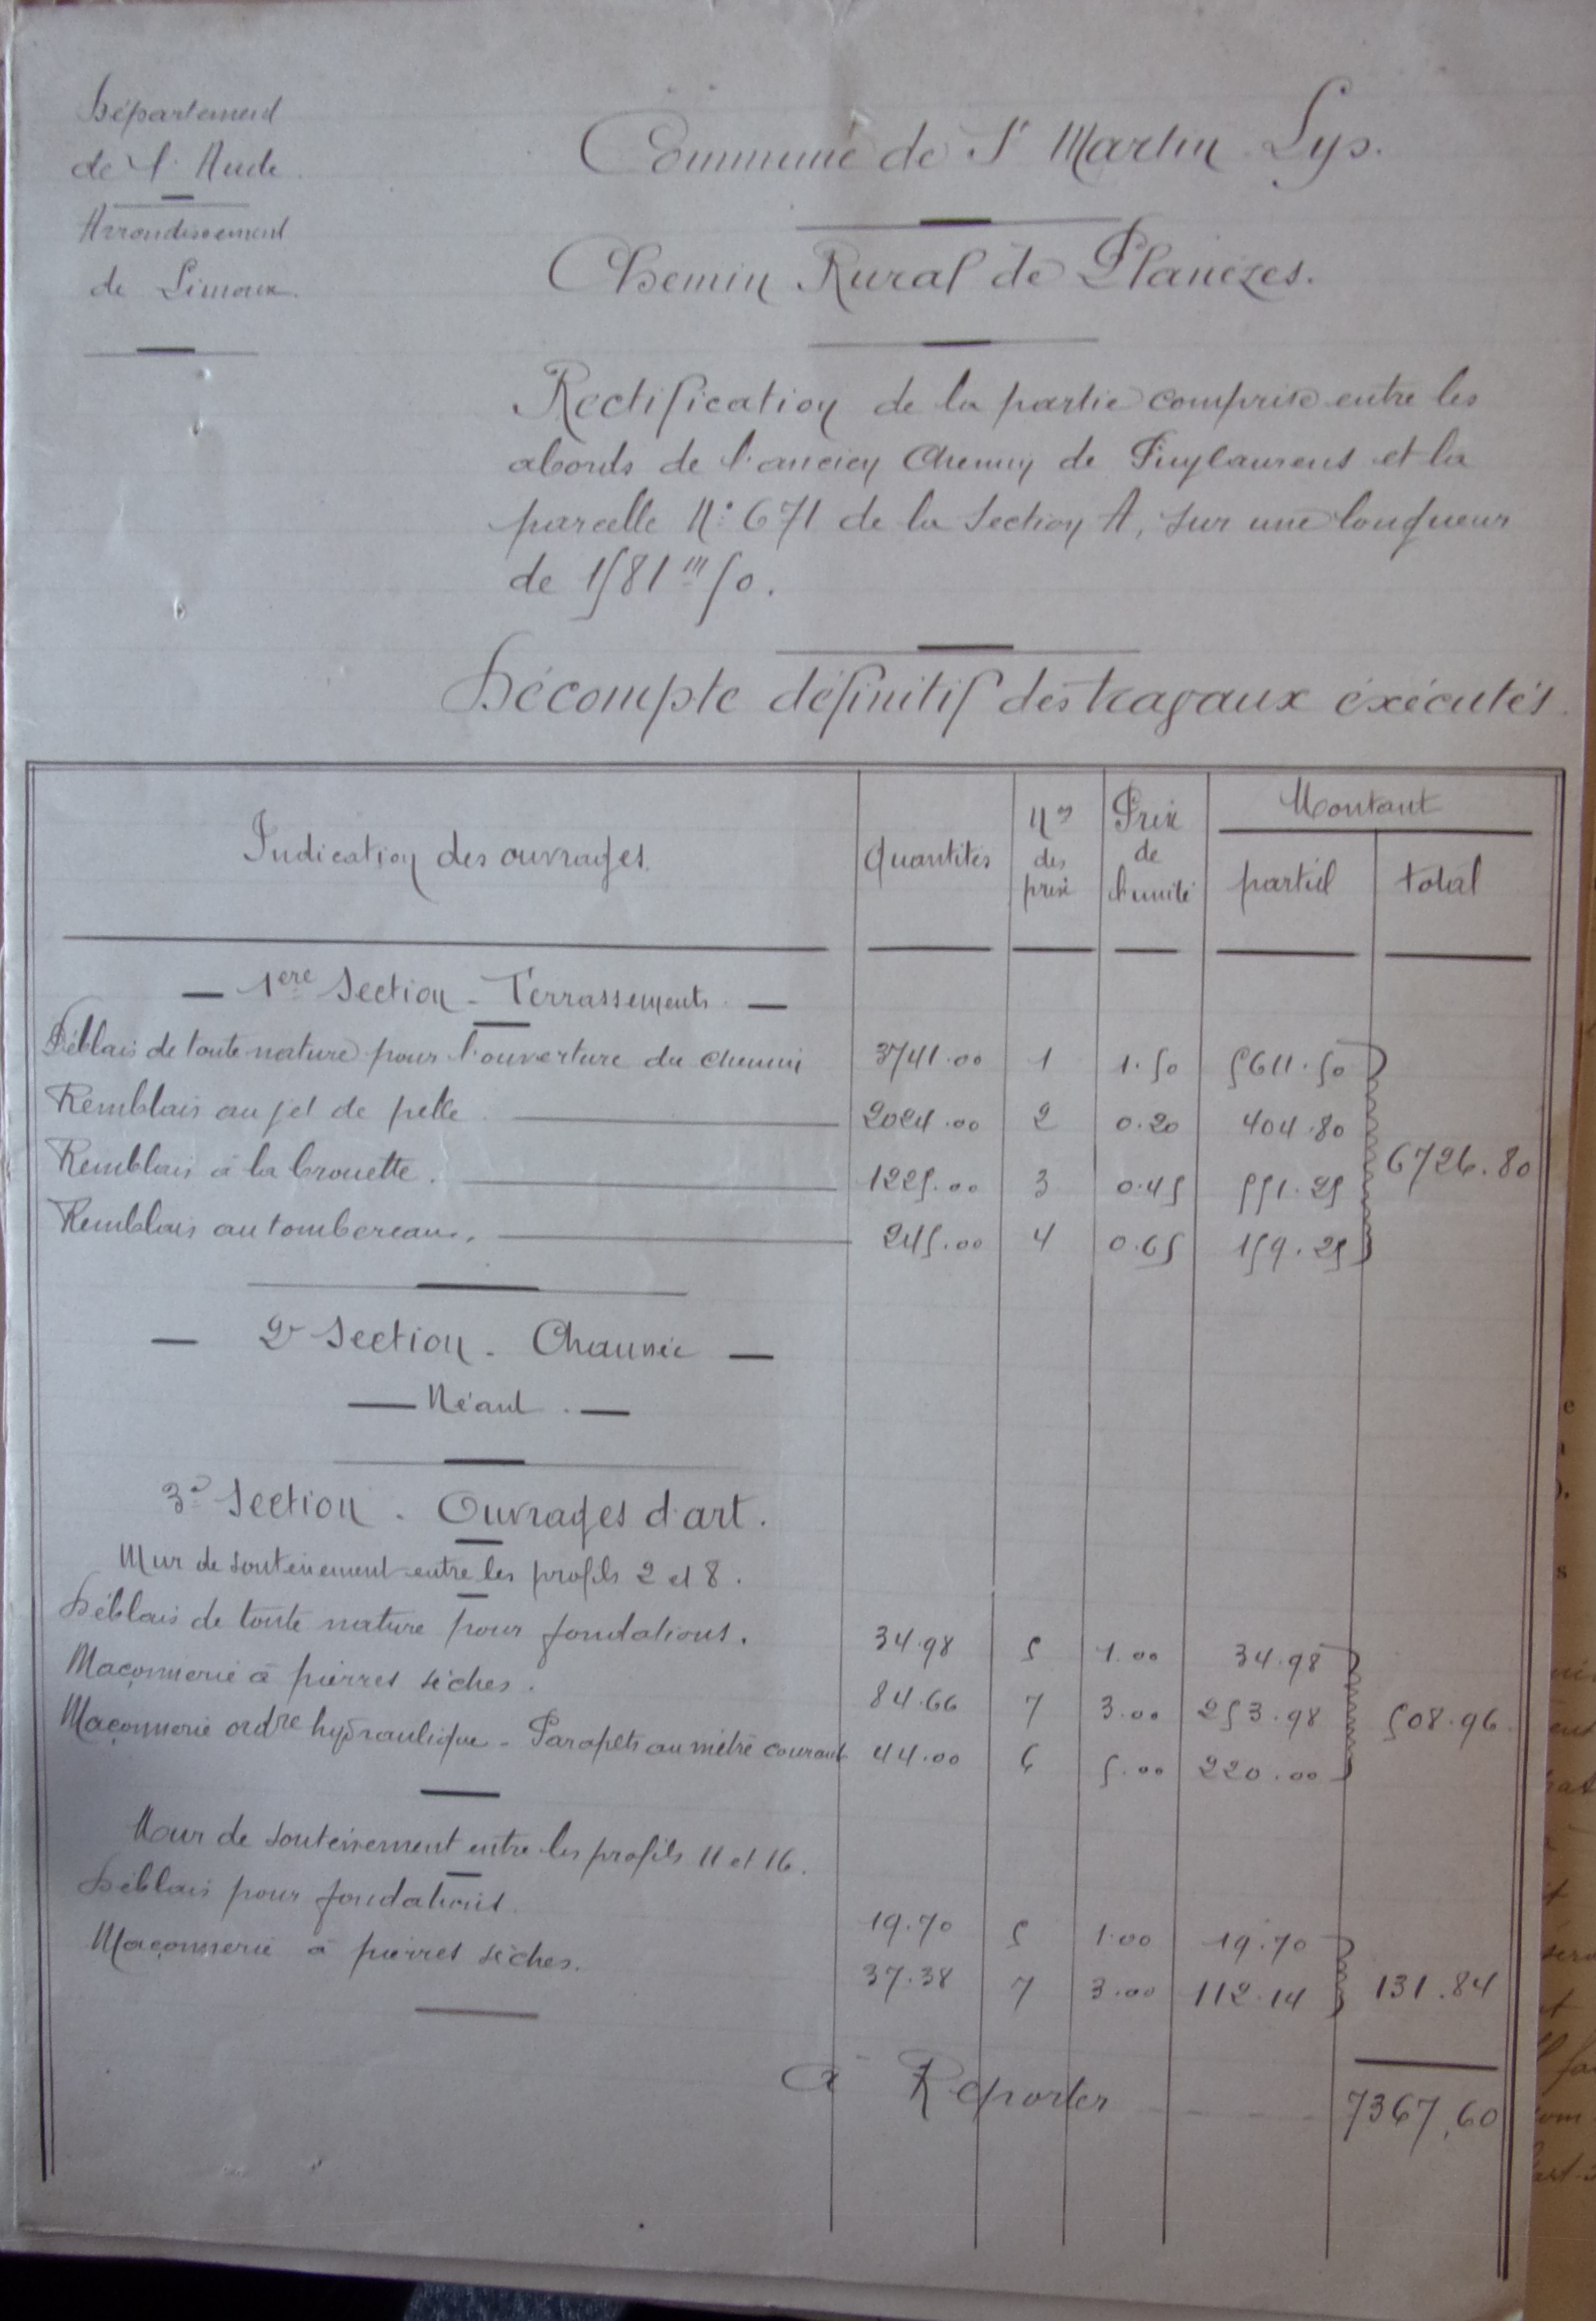 Département
de l'Aude
Arrondissement
de Limoux.
Commune de St Martin Lys.
Chemin Rural de Planèzes.
Rectification de la partie comprise entre les
abords de l'ancien Chemin de Puylaurens et la
parcelle N° 671 de la Section A, sur une longueur
de 1581 m 50.
Décompte définitif des travaux éxécutés
Indication des ouvrages. Quantités Nos des prix Prix de l'unité Montant partiel total
— 1ere Section - Terrassements. —
Déblais de toute nature pour l'ouverture du chemin 3741.00 1 1.50 5611.50
Remblais au jet de pelle. 2024.00 2 0.20 404.80
6726.80
Remblais à la brouette. 1225.00 3 0.45 551.25
Remblais au tombereau. 245.00 4 0.65 159.25
— 2e Section - Chaussée —
— Néant. —
3e Section. Ouvrages d'art.
Mur de soutènement entre les profils 2 et 8.
Déblais de toute nature pour fondations. 34.98 5 1.00 34.98
Maçonnerie à pierres sèches. 84.66 7 3.00 253.98 508.96
Maçonnerie ordre hydraulique - Parapets au mètre courant 44.00 6 5.00 220.00
Mur de soutènement entre les profils 11 et 16.
Déblais pour fondations. 19.70 5 1.00 19.70
Maçonnerie à pierres sèches. 37.38 7 3.00 112.14 131.84
à Reporter 7367,60